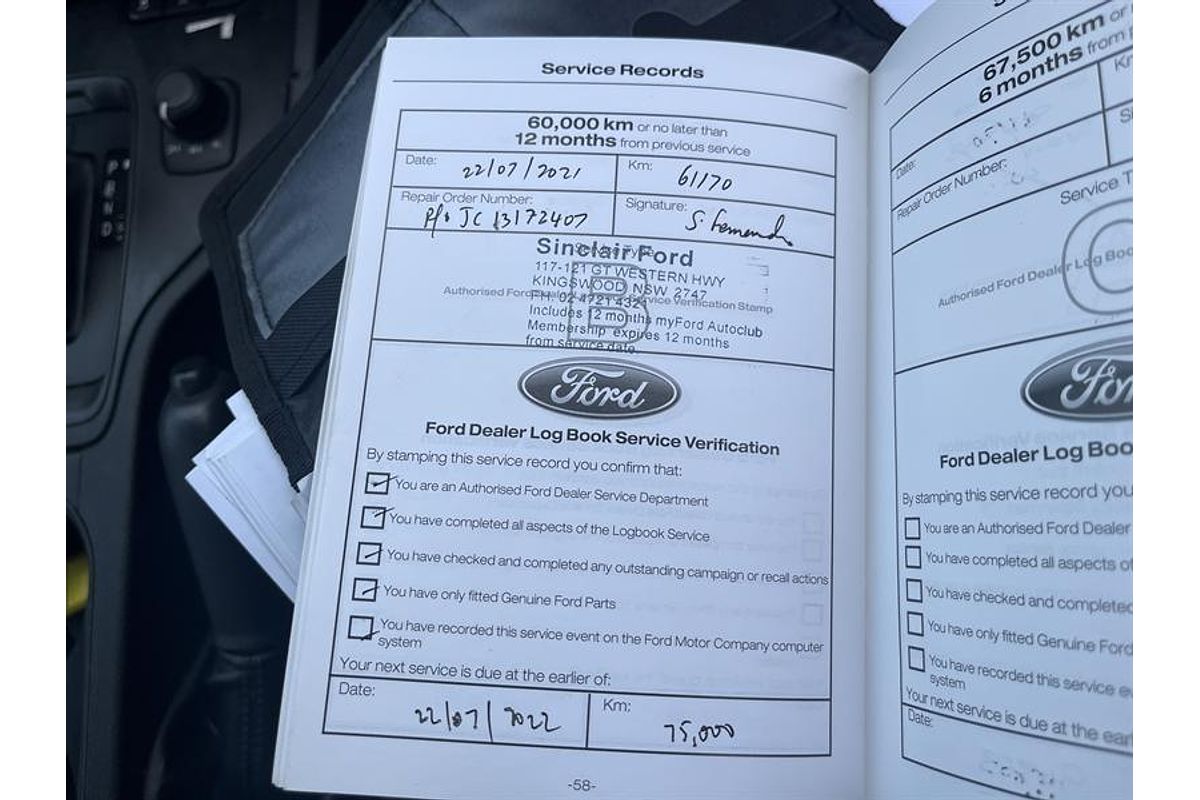 Service Records
60,000 km or no later than
12 months from previous service
Date: 22/07/2021 Km: 61170
Repair Order Number: Signature:
JC 13172407
Service Type
B
Sinclair Ford
117-121 GT WESTERN HWY
KINGSWOOD NSW 2747
Authorised Ford Dealer Service Verification Stamp
PH: 02 4721 4321
Includes 12 months myFord Autoclub
Membership expires 12 months
from service date
Ford
Ford Dealer Log Book Service Verification
By stamping this service record you confirm that:
You are an Authorised Ford Dealer Service Department
You have completed all aspects of the Logbook Service
You have checked and completed any outstanding campaign or recall actions
You have only fitted Genuine Ford Parts
You have recorded this service event on the Ford Motor Company computer
system
Your next service is due at the earlier of:
Date: 22/07/2022 Km: 75,000
-58-
67,500 km or
6 months from
Date:
Repair Order Number:
Service T
Authorised Ford Dealer Log Boo
Ford
Ford Dealer Log Boo
By stamping this service record you
You are an Authorised Ford Dealer
You have completed all aspects of
You have checked and completed
You have only fitted Genuine Ford
You have recorded this service
system
Your next service is due at the
Date:
P
R
N
D